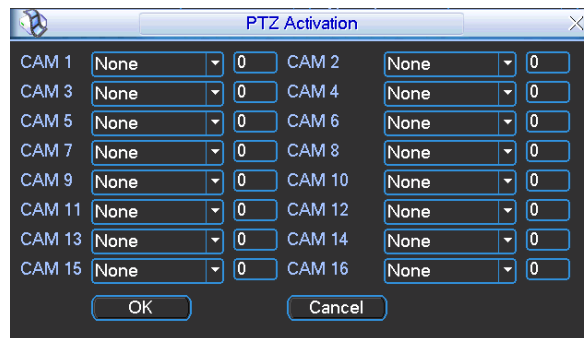 PTZ Activation
CAM 1 None 0 CAM 2 None 0
CAM 3 None 0 CAM 4 None 0
CAM 5 None 0 CAM 6 None 0
CAM 7 None 0 CAM 8 None 0
CAM 9 None 0 CAM 10 None 0
CAM 11 None 0 CAM 12 None 0
CAM 13 None 0 CAM 14 None 0
CAM 15 None 0 CAM 16 None 0
OK Cancel